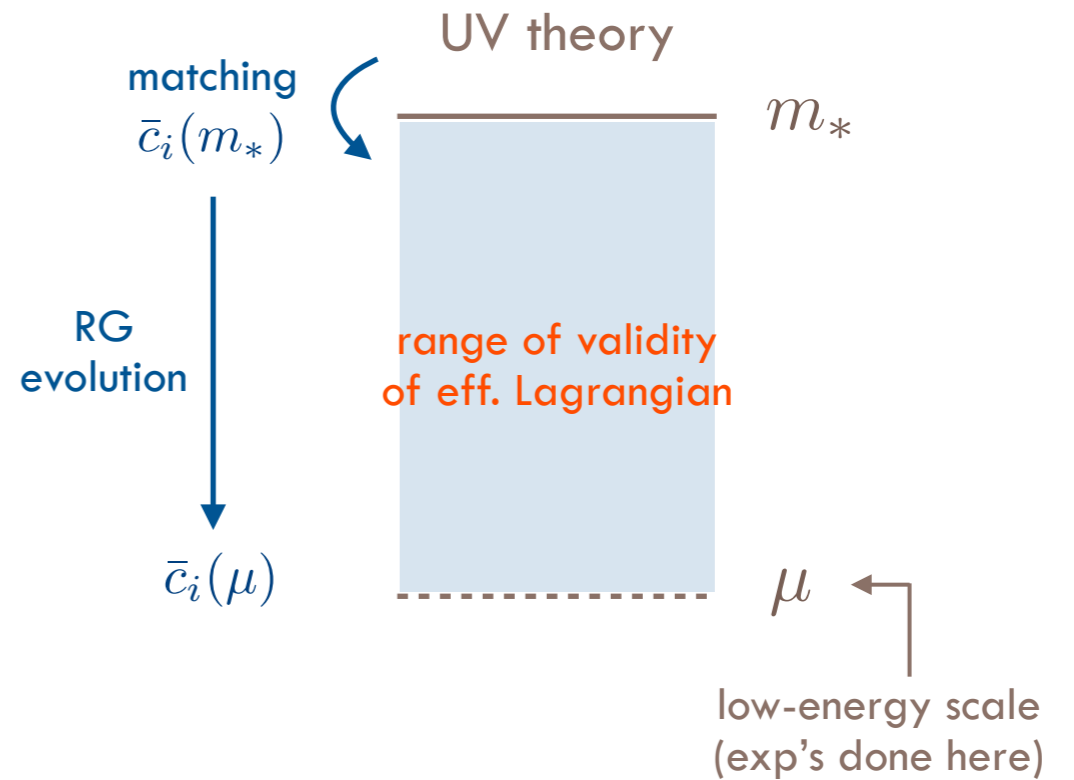 UV theory
matching
c̄ᵢ(m∗)
m∗
RG
evolution
range of validity
of eff. Lagrangian
c̄ᵢ(μ)
μ
low-energy scale
(exp's done here)